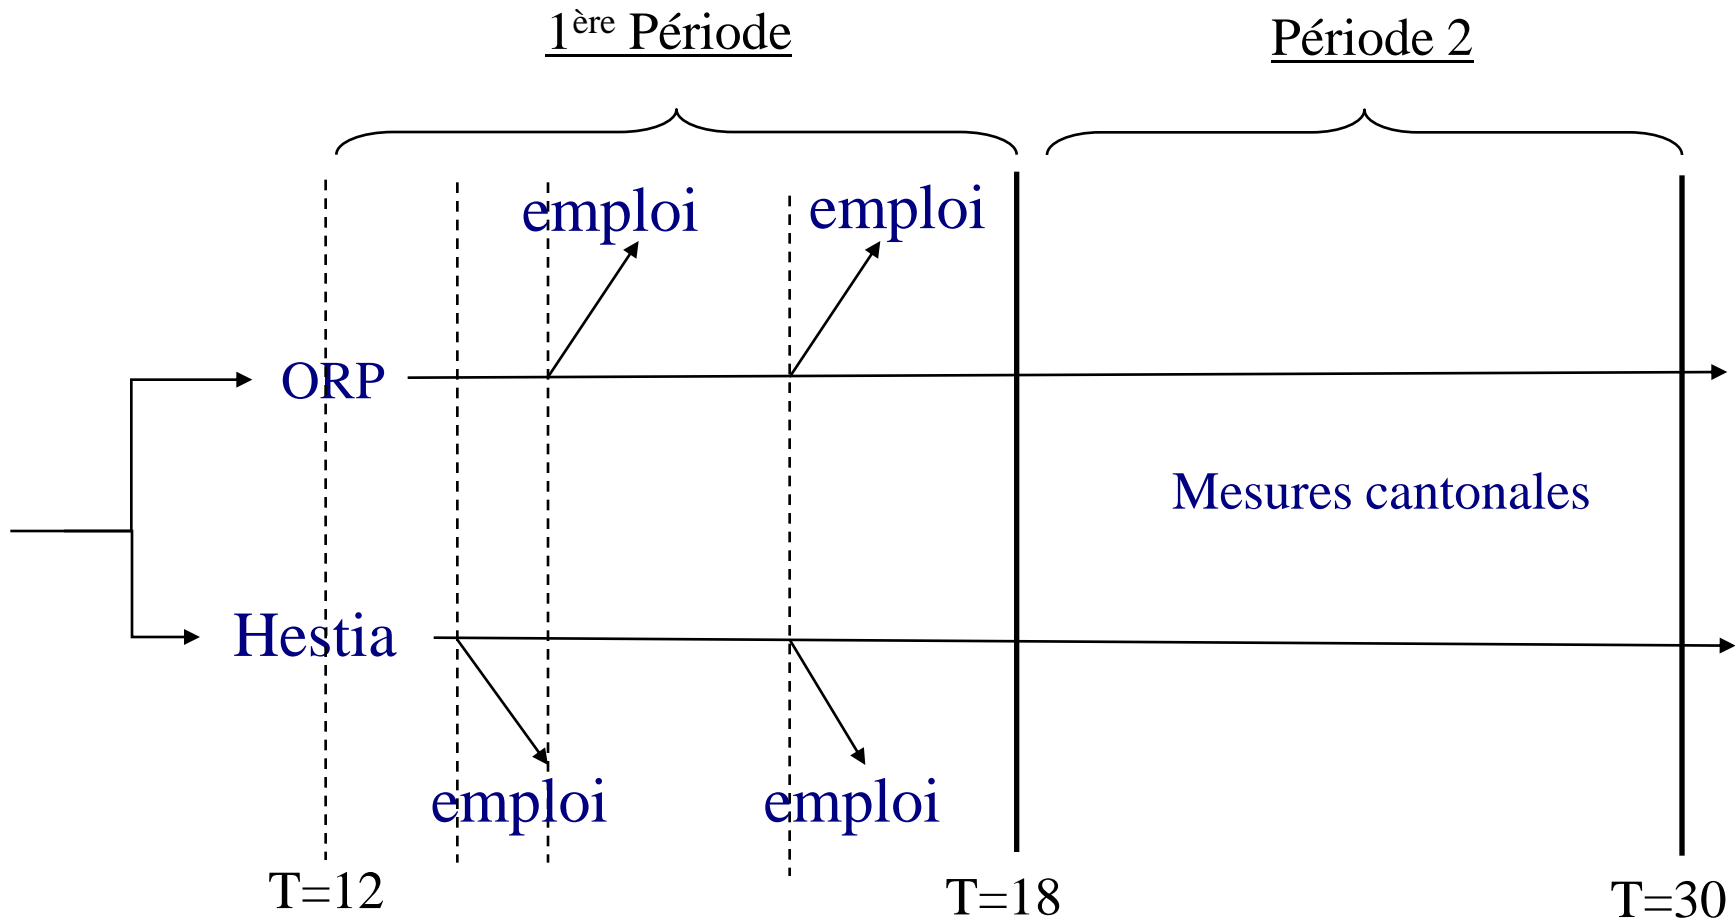 1ère Période
Période 2
emploi
emploi
ORP
Mesures cantonales
Hestia
emploi
emploi
T=12
T=18
T=30